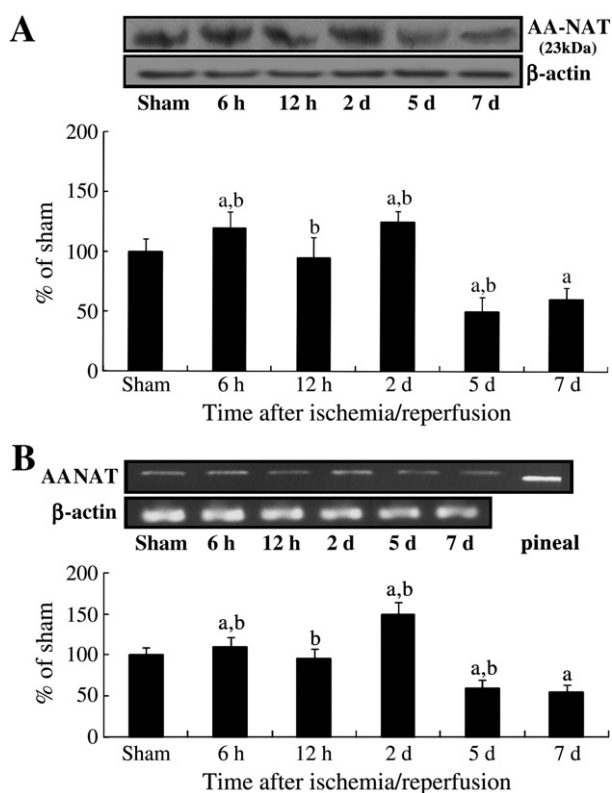 A
AA-NAT
(23kDa)
β-actin
Sham 6 h 12 h 2 d 5 d 7 d
200
150
100
50
0
% of sham
a,b
b
a,b
a,b
a
Sham 6 h 12 h 2 d 5 d 7 d
Time after ischemia/reperfusion
B
AANAT
β-actin
Sham 6 h 12 h 2 d 5 d 7 d pineal
200
150
100
50
0
% of sham
a,b
b
a,b
a,b
a
Sham 6 h 12 h 2 d 5 d 7 d
Time after ischemia/reperfusion